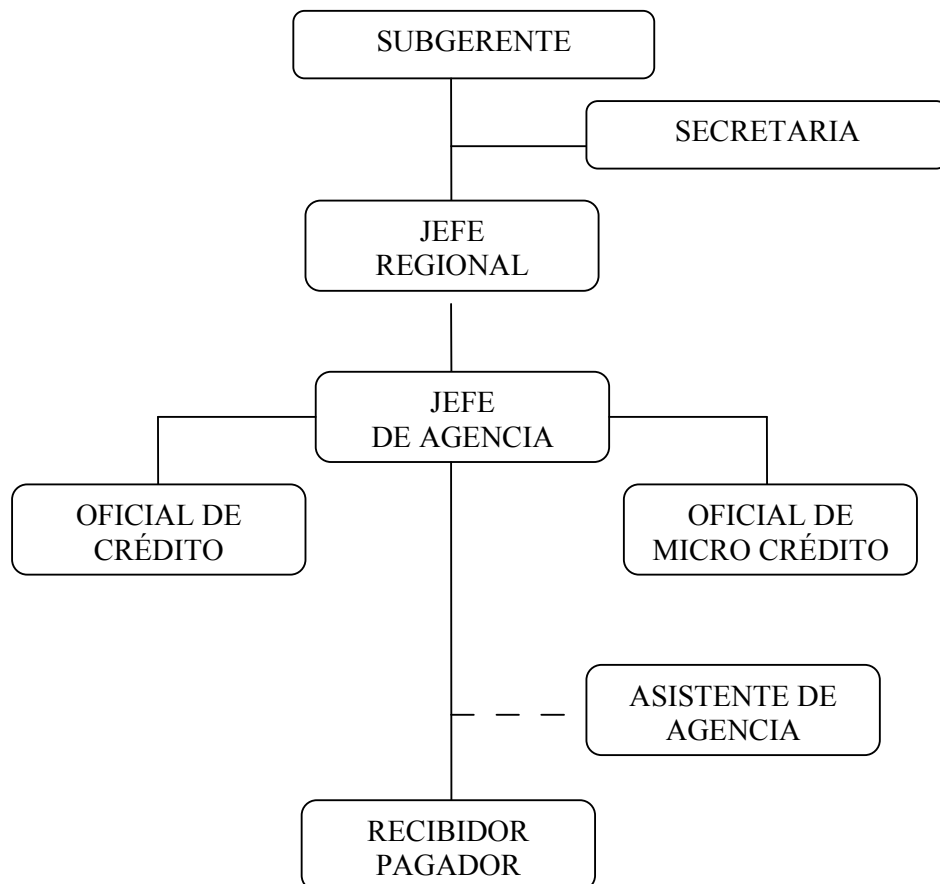 SUBGERENTE
SECRETARIA
JEFE
REGIONAL
JEFE
DE AGENCIA
OFICIAL DE
CRÉDITO
OFICIAL DE
MICRO CRÉDITO
ASISTENTE DE
AGENCIA
RECIBIDOR
PAGADOR